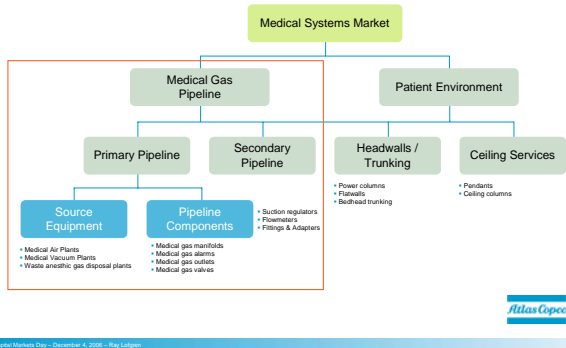 Medical Systems Market
Medical Gas
Pipeline
Patient Environment
Primary Pipeline
Secondary
Pipeline
Headwalls /
Trunking
Ceiling Services
• Power columns
• Flatwalls
• Bedhead trunking
• Pendants
• Ceiling columns
Source
Equipment
Pipeline
Components
• Suction regulators
• Flowmeters
• Fittings & Adapters
• Medical Air Plants
• Medical Vacuum Plants
• Waste anesthic gas disposal plants
• Medical gas manifolds
• Medical gas alarms
• Medical gas outlets
• Medical gas valves
Atlas Copco
pital Markets Day – December 4, 2006 – Ray Lofgren